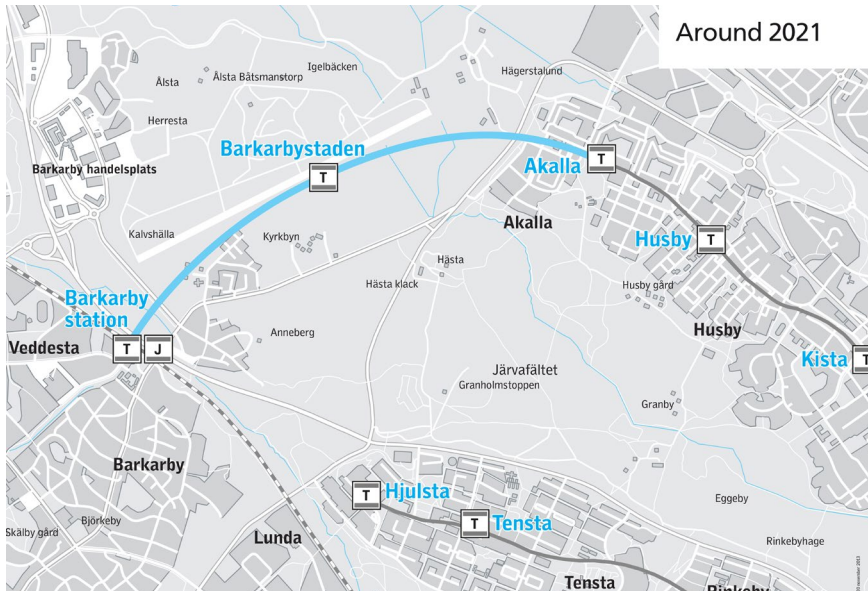 Around 2021
Igelbäcken
Ålsta
Ålsta Båtsmanstorp
Hägerstalund
Herresta
Barkarbystaden
T
Barkarby handelsplats
Akalla
T
Akalla
Kalvshälla
Kyrkbyn
Husby
T
Hästa
Hästa klack
Husby gård
Barkarby
station
T
J
Anneberg
Husby
Veddesta
Kista
T
Järvafältet
Granholmstoppen
Granby
Barkarby
Hjulsta
T
Tensta
T
Eggeby
Björkeby
Skälby gård
Lunda
Rinkebyhage
Tensta
Rinkeby